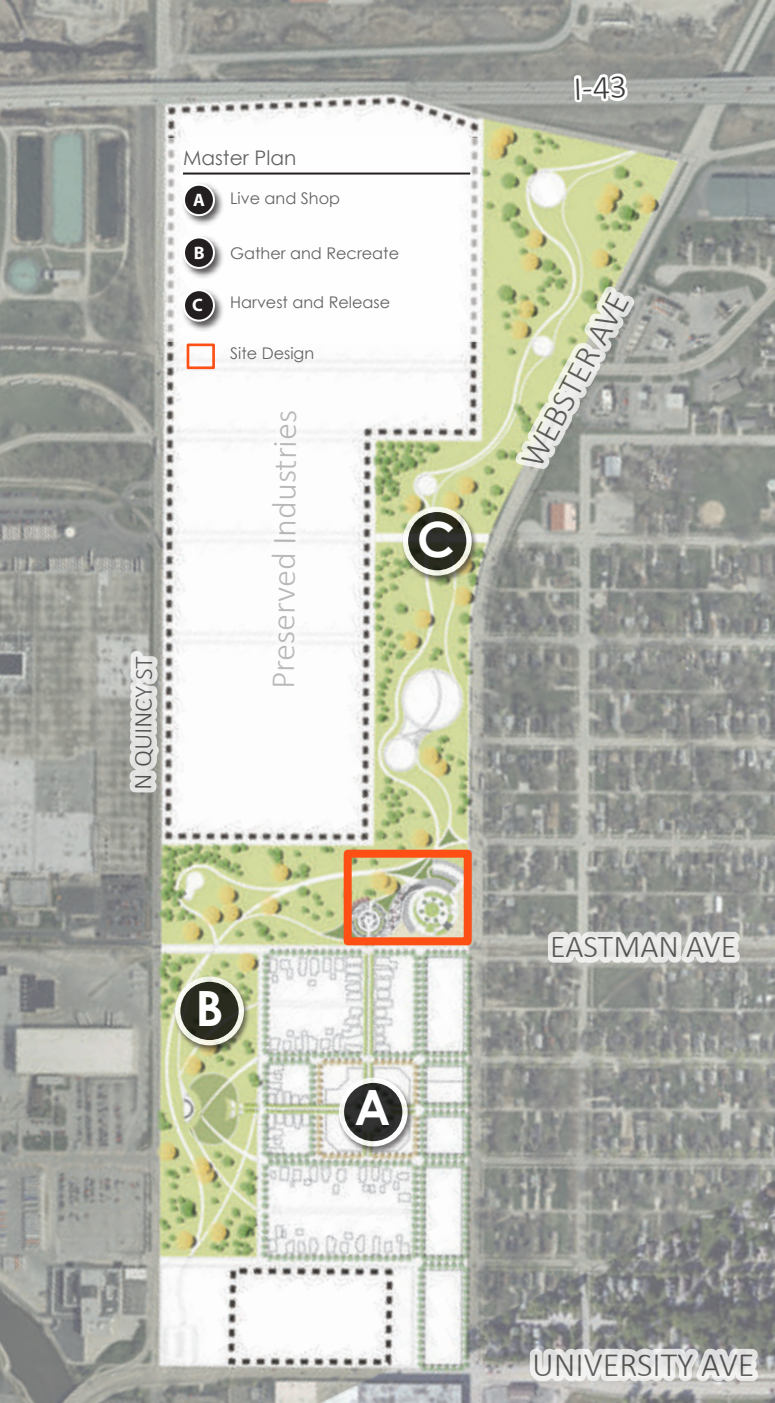 I-43
Master Plan
A Live and Shop
B Gather and Recreate
C Harvest and Release
Site Design
WEBSTER AVE
Preserved Industries
C
N QUINCY ST
EASTMAN AVE
B
A
UNIVERSITY AVE